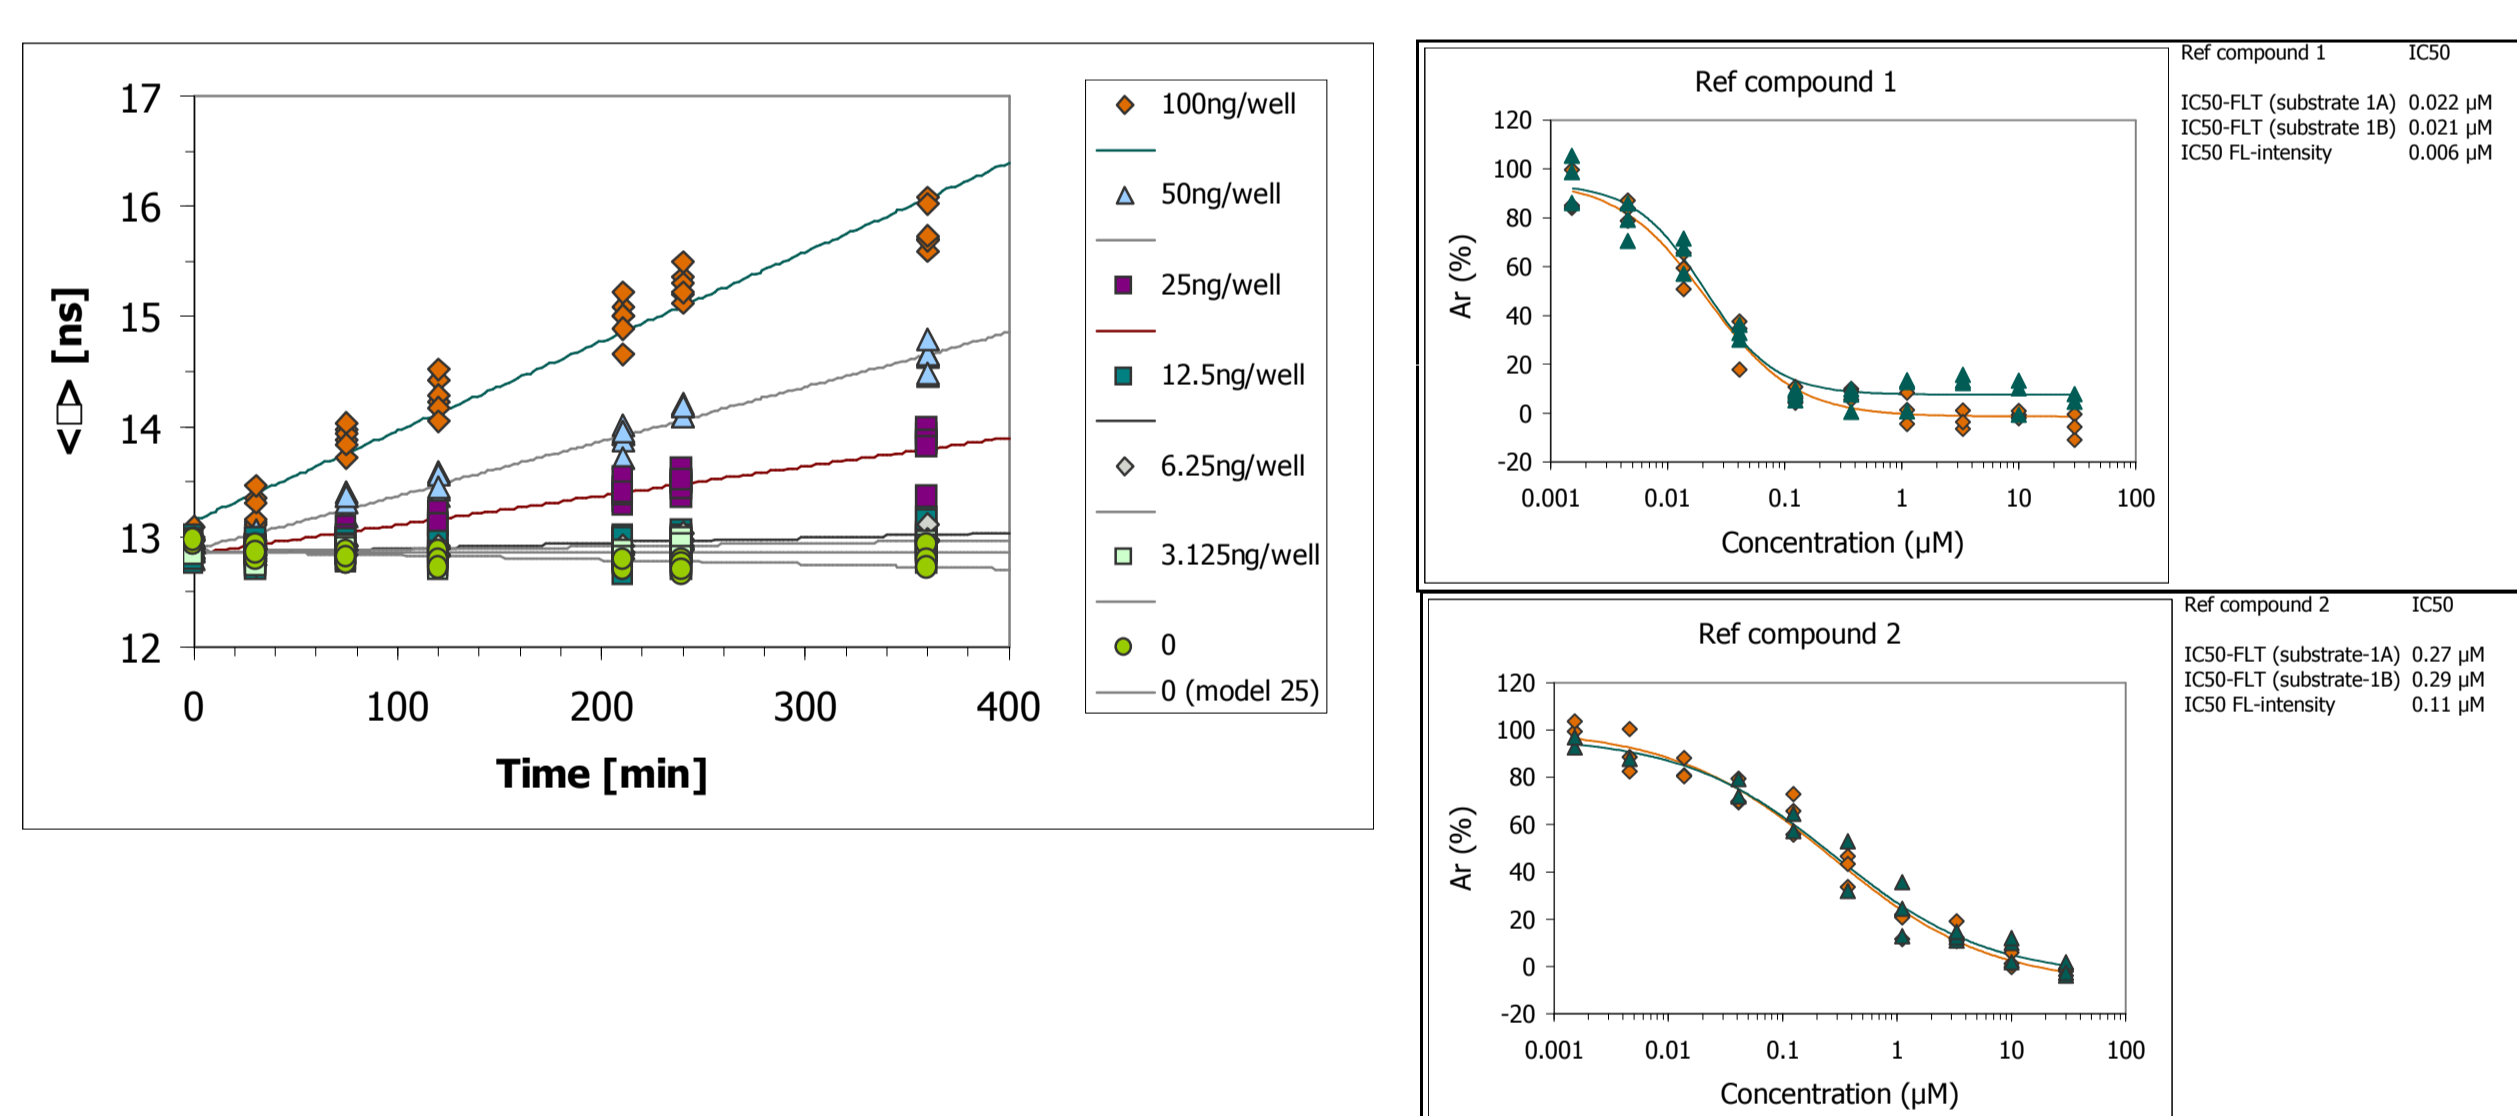 17
16
15
14
13
12
<□> [ns]
0 100 200 300 400
Time [min]
100ng/well
50ng/well
25ng/well
12.5ng/well
6.25ng/well
3.125ng/well
0
0 (model 25)
Ref compound 1
120
100
80
60
40
20
0
-20
Ar (%)
0.001 0.01 0.1 1 10 100
Concentration (µM)
Ref compound 1 IC50
IC50-FLT (substrate 1A) 0.022 µM
IC50-FLT (substrate 1B) 0.021 µM
IC50 FL-intensity 0.006 µM
Ref compound 2
120
100
80
60
40
20
0
-20
Ar (%)
0.001 0.01 0.1 1 10 100
Concentration (µM)
Ref compound 2 IC50
IC50-FLT (substrate-1A) 0.27 µM
IC50-FLT (substrate-1B) 0.29 µM
IC50 FL-intensity 0.11 µM